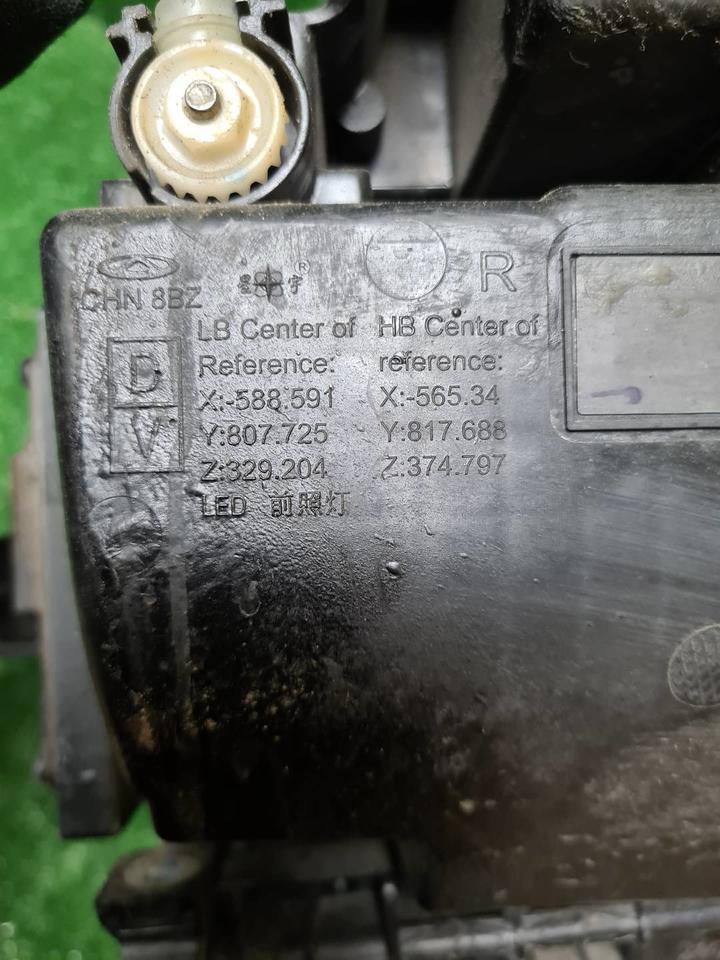 CHN 8BZ
R
LB Center of
Reference:
X:-588.591
Y:807.725
Z:329.204
LED 前照灯
HB Center of
reference:
X:-565.34
Y:817.688
Z:374.797
D
V